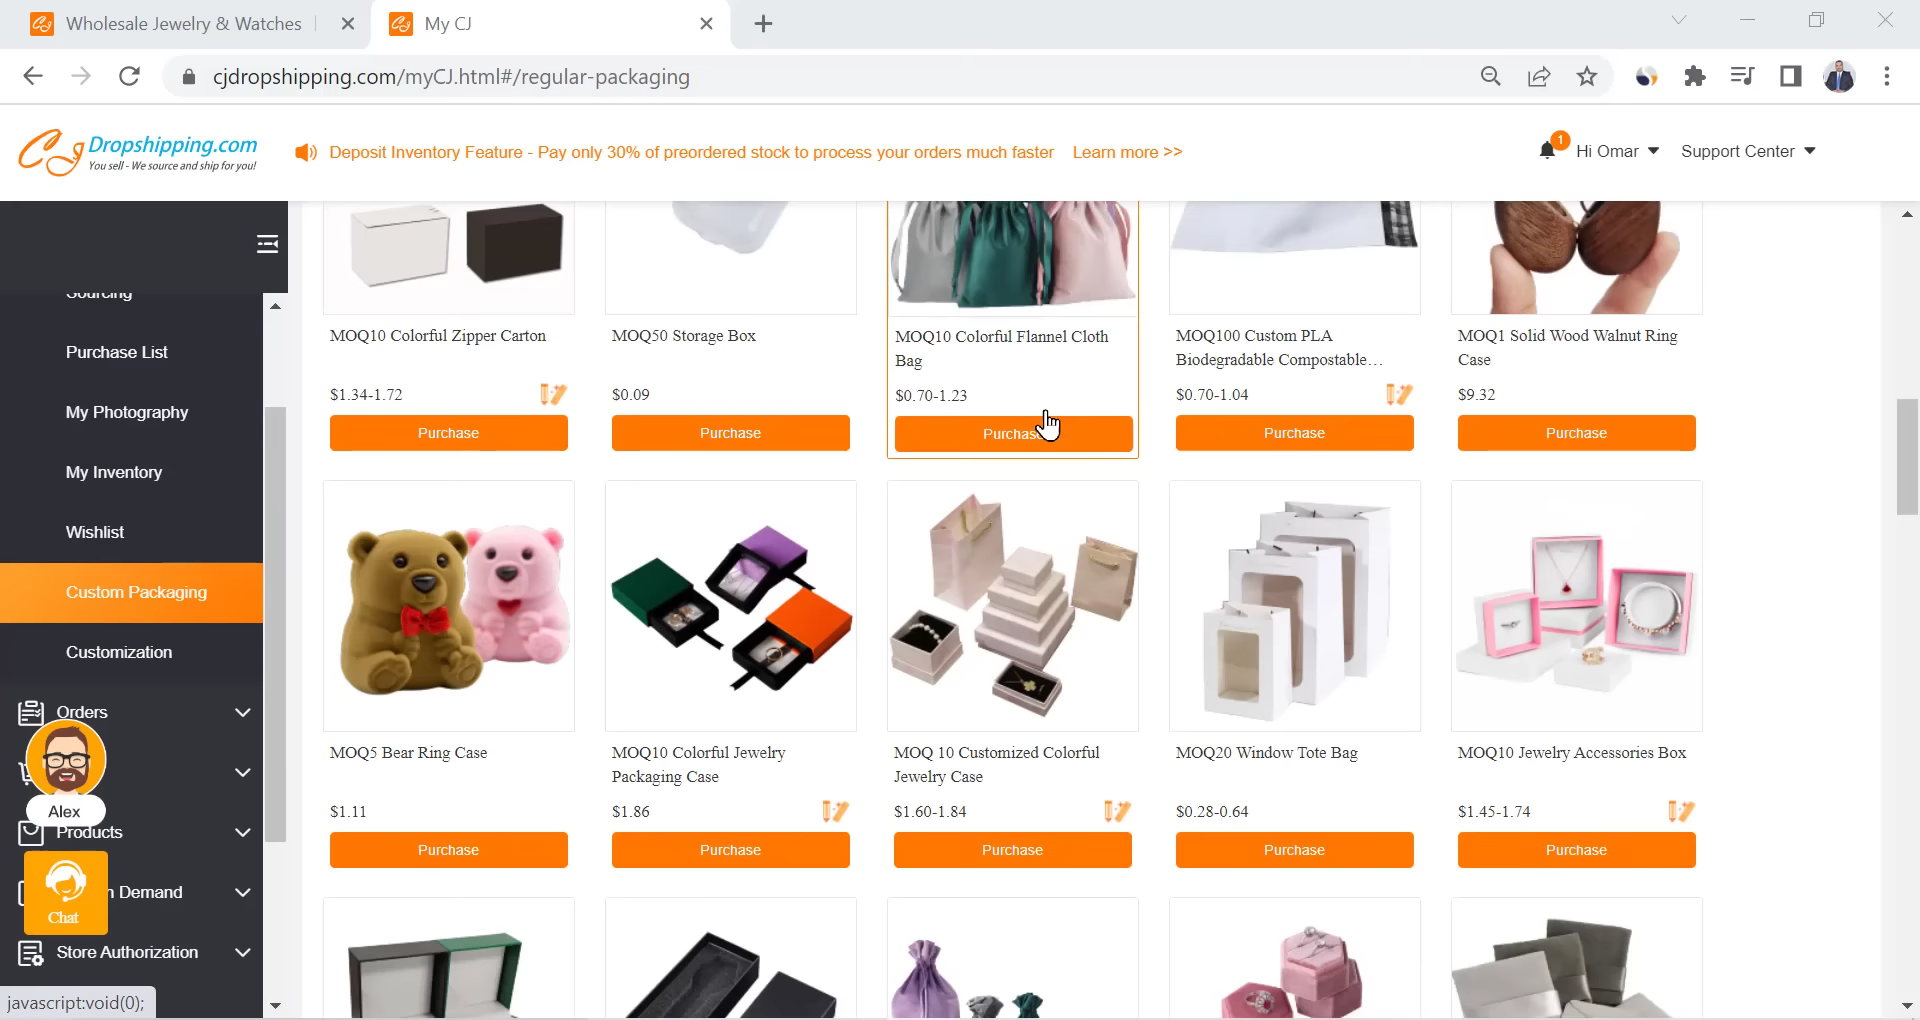 Wholesale Jewelry & Watches
My CJ
cjdropshipping.com/myCJ.html#/regular-packaging
CJ Dropshipping.com
You sell - We source and ship for you!
Deposit Inventory Feature - Pay only 30% of preordered stock to process your orders much faster Learn more >>
1
Hi Omar
Support Center
Sourcing
Purchase List
My Photography
My Inventory
Wishlist
Custom Packaging
Customization
Orders
Alex
Products
Demand
Chat
Store Authorization
javascript:void(0);
MOQ10 Colorful Zipper Carton
$1.34-1.72
Purchase
MOQ50 Storage Box
$0.09
Purchase
MOQ10 Colorful Flannel Cloth
Bag
$0.70-1.23
Purchase
MOQ100 Custom PLA
Biodegradable Compostable...
$0.70-1.04
Purchase
MOQ1 Solid Wood Walnut Ring
Case
$9.32
Purchase
MOQ5 Bear Ring Case
$1.11
Purchase
MOQ10 Colorful Jewelry
Packaging Case
$1.86
Purchase
MOQ 10 Customized Colorful
Jewelry Case
$1.60-1.84
Purchase
MOQ20 Window Tote Bag
$0.28-0.64
Purchase
MOQ10 Jewelry Accessories Box
$1.45-1.74
Purchase